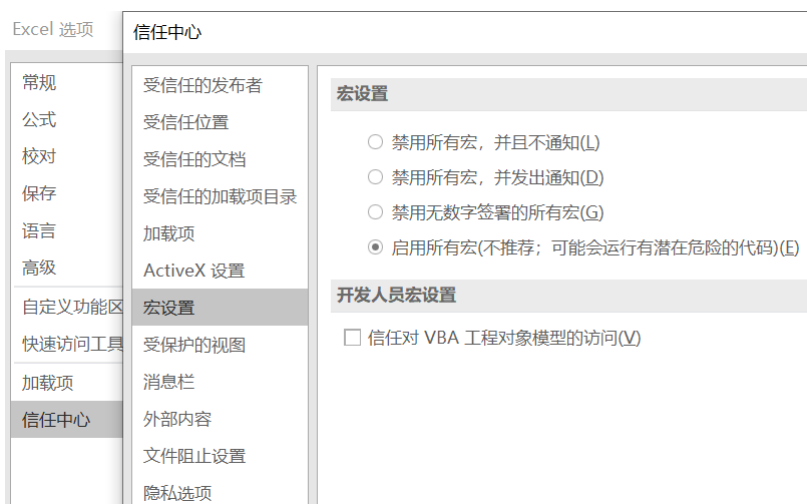 Excel 选项
常规
公式
校对
保存
语言
高级
自定义功能区
快速访问工具
加载项
信任中心
信任中心
受信任的发布者
受信任位置
受信任的文档
受信任的加载项目录
加载项
ActiveX 设置
宏设置
受保护的视图
消息栏
外部内容
文件阻止设置
隐私选项
宏设置
禁用所有宏，并且不通知(L)
禁用所有宏，并发出通知(D)
禁用无数字签署的所有宏(G)
启用所有宏(不推荐；可能会运行有潜在危险的代码)(E)
开发人员宏设置
信任对 VBA 工程对象模型的访问(V)